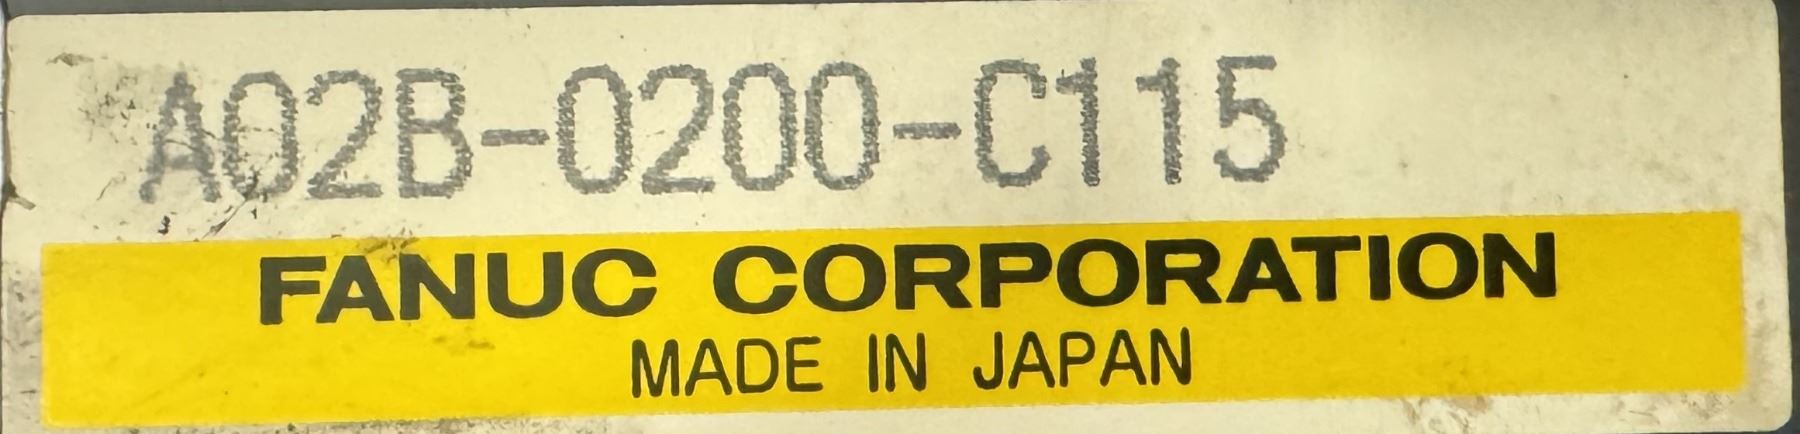 A02B-0200-C115
FANUC CORPORATION
MADE IN JAPAN